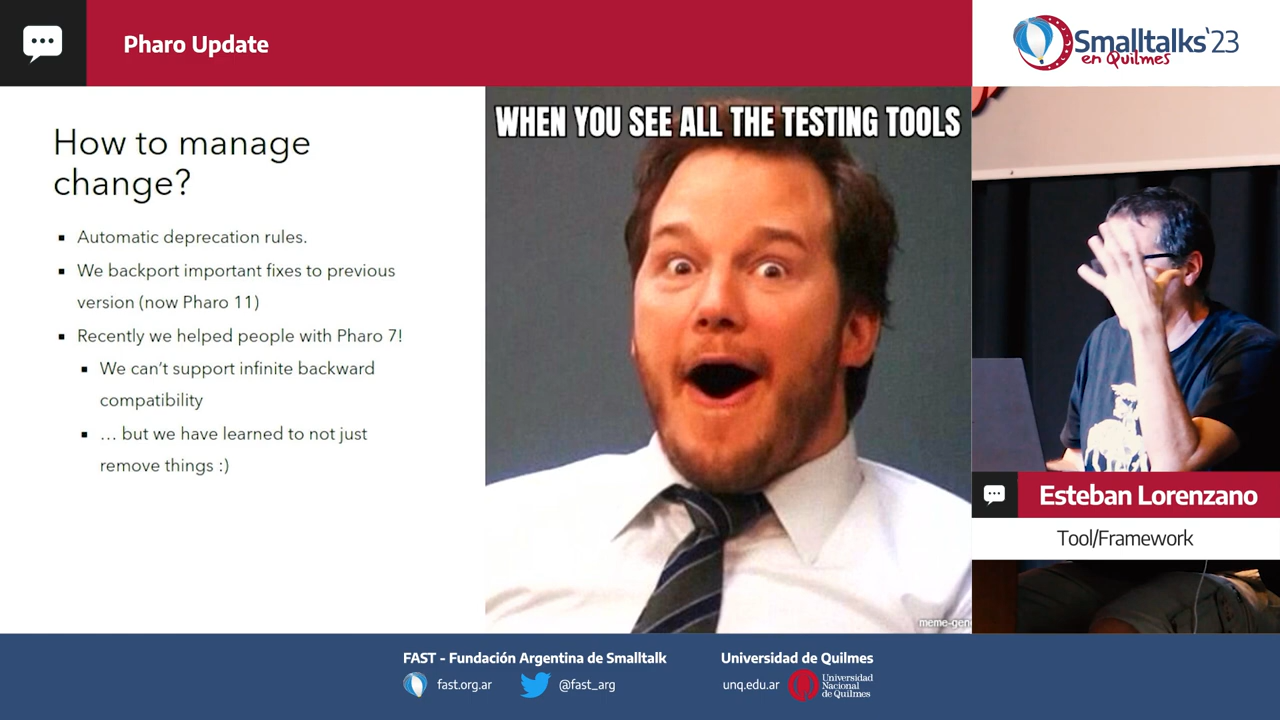 Pharo Update
Smalltalks'23
en Quilmes
How to manage
change?
▪ Automatic deprecation rules.
▪ We backport important fixes to previous
version (now Pharo 11)
▪ Recently we helped people with Pharo 7!
▪ We can't support infinite backward
compatibility
▪ … but we have learned to not just
remove things :)
WHEN YOU SEE ALL THE TESTING TOOLS
meme-gen
Esteban Lorenzano
Tool/Framework
FAST - Fundación Argentina de Smalltalk
fast.org.ar
@fast_arg
Universidad de Quilmes
unq.edu.ar
Universidad
Nacional
de Quilmes